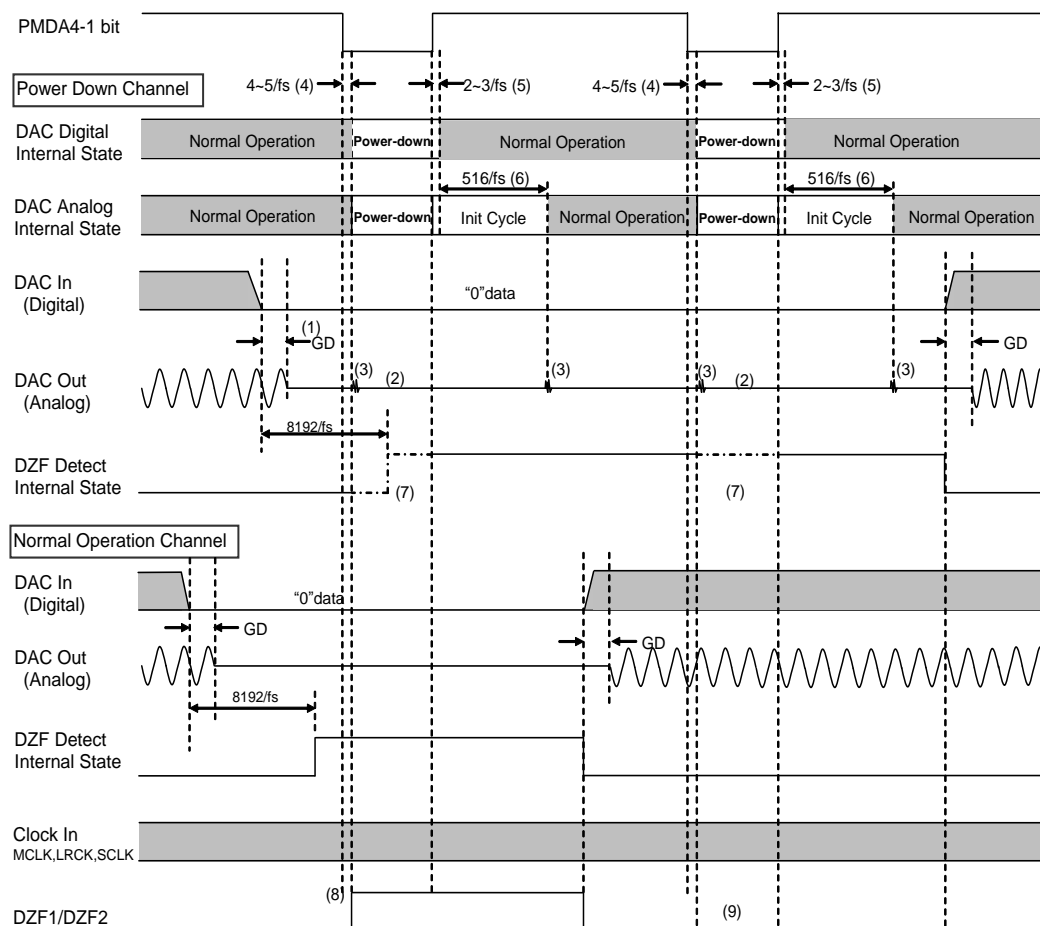 PMDA4-1 bit
4~5/fs (4) 2~3/fs (5) 4~5/fs (4) 2~3/fs (5)
Power Down Channel
DAC Digital
Internal State
Normal Operation Power-down Normal Operation Power-down Normal Operation
516/fs (6) 516/fs (6)
DAC Analog
Internal State
Normal Operation Power-down Init Cycle Normal Operation Power-down Init Cycle Normal Operation
DAC In
(Digital)
“0”data
(1)
GD GD
DAC Out
(Analog)
(3) (2) (3) (3) (2) (3)
8192/fs
DZF Detect
Internal State
(7) (7)
Normal Operation Channel
DAC In
(Digital)
“0”data
GD GD
DAC Out
(Analog)
8192/fs
DZF Detect
Internal State
Clock In
MCLK,LRCK,SCLK
(8)
DZF1/DZF2
(9)